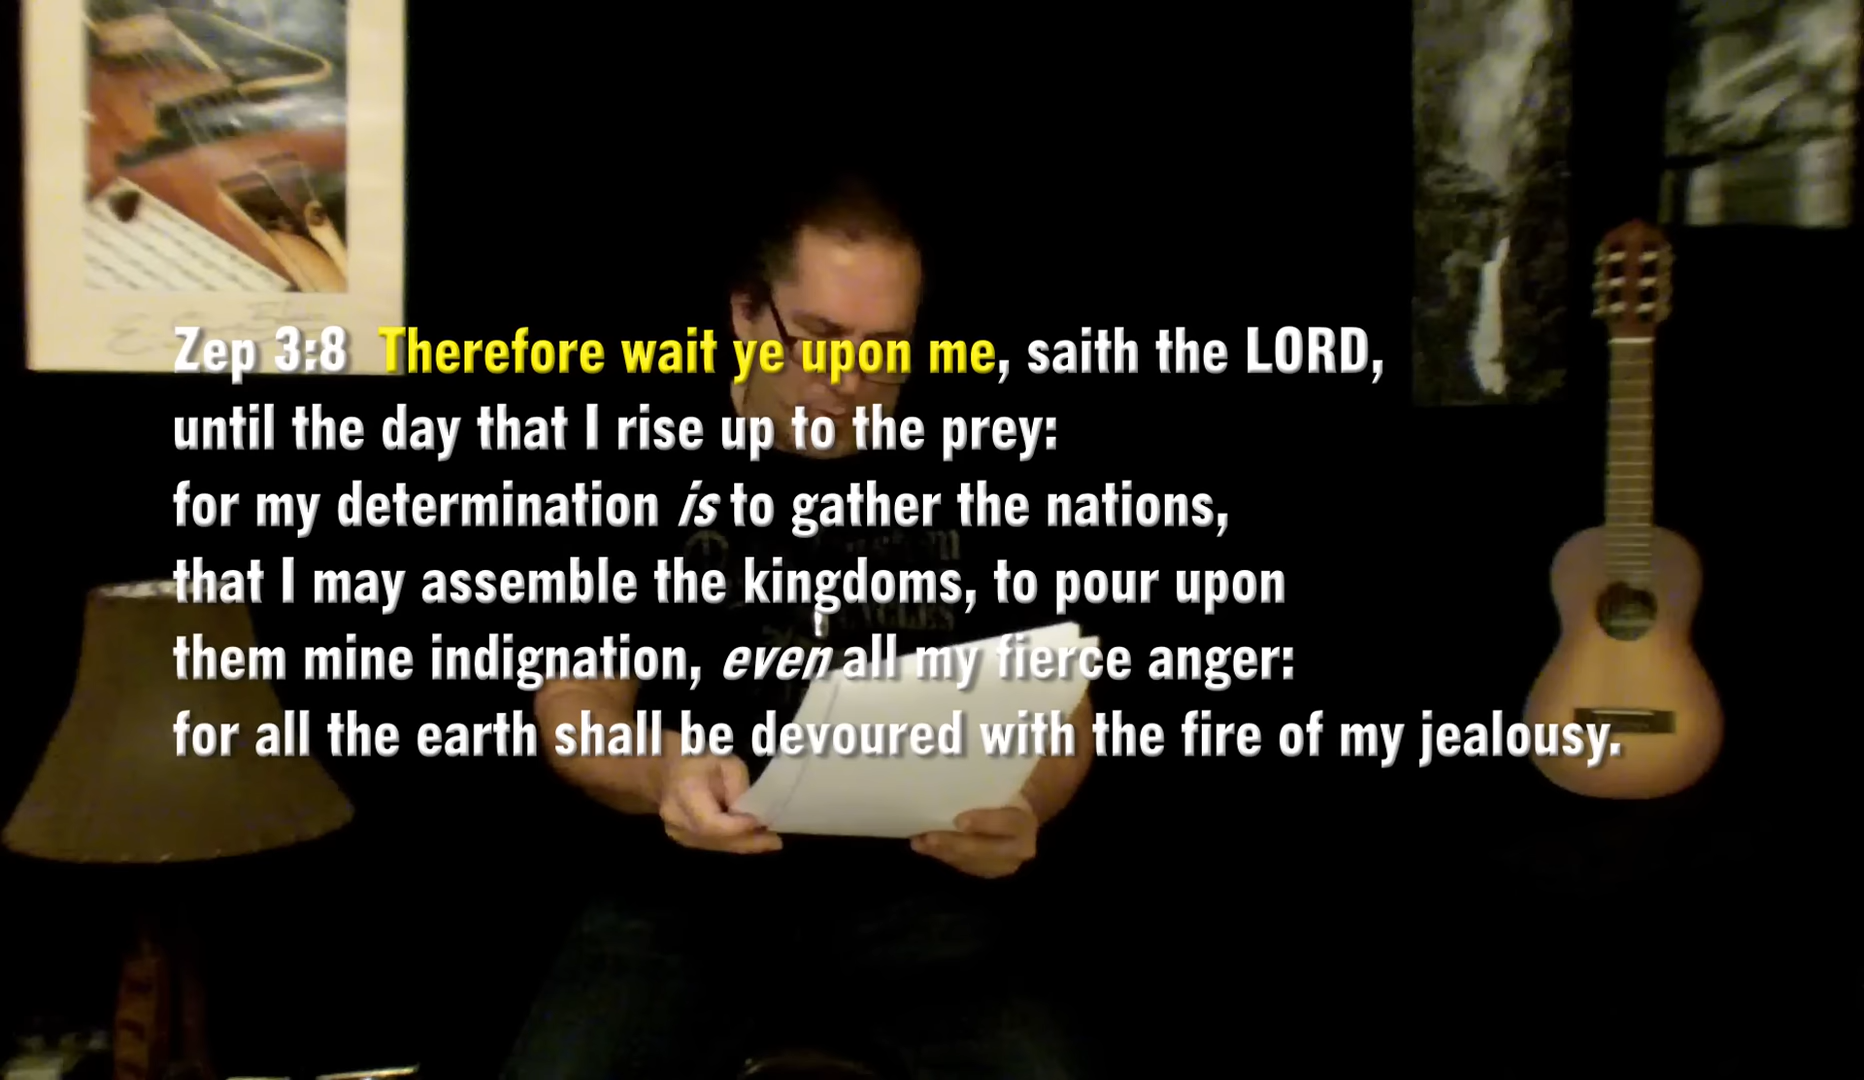 Zep 3:8 Therefore wait ye upon me, saith the LORD,
until the day that I rise up to the prey:
for my determination is to gather the nations,
that I may assemble the kingdoms, to pour upon
them mine indignation, even all my fierce anger:
for all the earth shall be devoured with the fire of my jealousy.